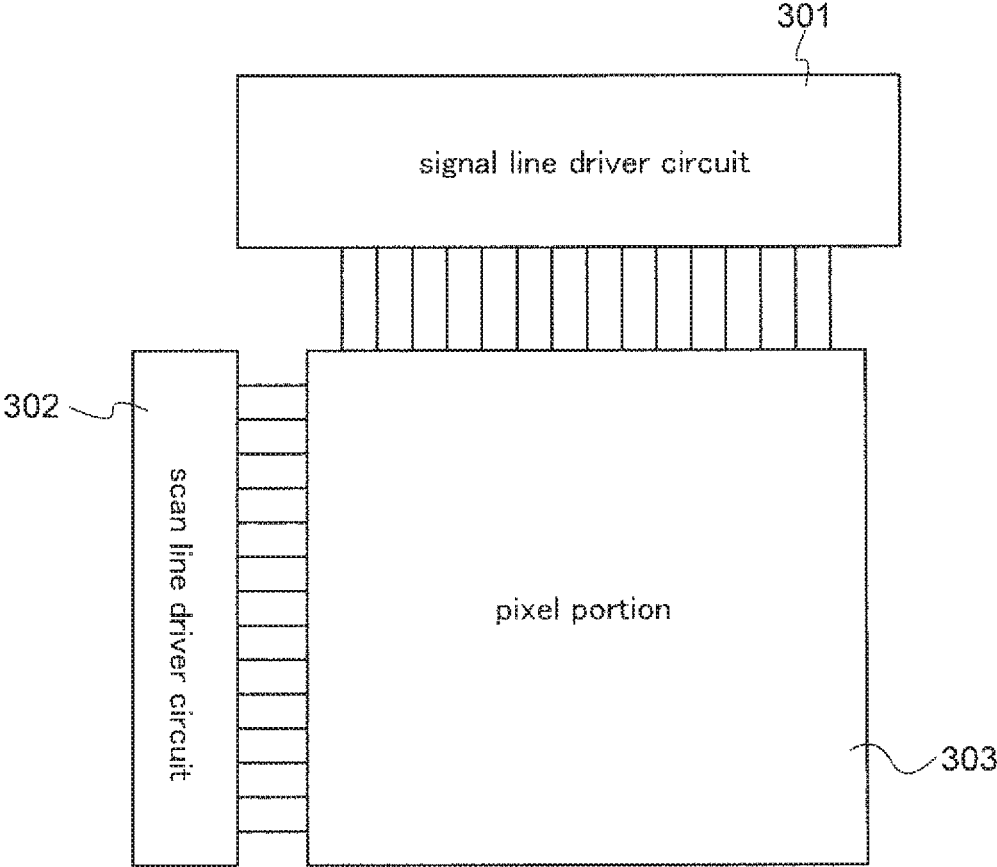 301
signal line driver circuit
302
scan line driver circuit
pixel portion
303